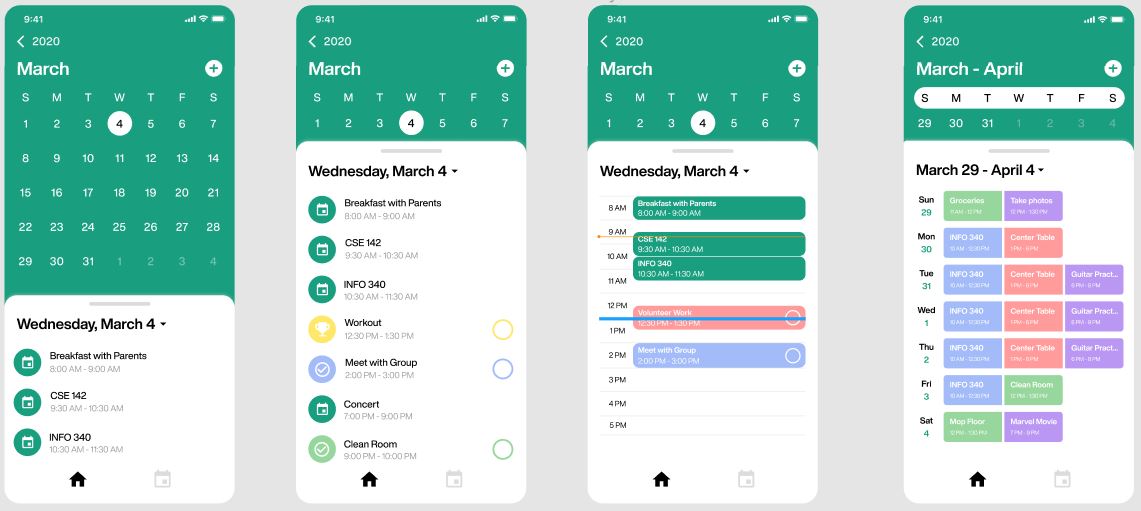 9:41
2020
March
S M T W T F S
1 2 3 4 5 6 7
8 9 10 11 12 13 14
15 16 17 18 19 20 21
22 23 24 25 26 27 28
29 30 31 1 2 3 4
Wednesday, March 4
Breakfast with Parents
8:00 AM - 9:00 AM
CSE 142
9:30 AM - 10:30 AM
INFO 340
10:30 AM - 11:30 AM
9:41
2020
March
S M T W T F S
1 2 3 4 5 6 7
Wednesday, March 4
Breakfast with Parents
8:00 AM - 9:00 AM
CSE 142
9:30 AM - 10:30 AM
INFO 340
10:30 AM - 11:30 AM
Workout
12:30 PM - 1:30 PM
Meet with Group
2:00 PM - 3:00 PM
Concert
7:00 PM - 9:00 PM
Clean Room
9:00 PM - 10:00 PM
9:41
2020
March
S M T W T F S
1 2 3 4 5 6 7
Wednesday, March 4
8 AM
Breakfast with Parents
8:00 AM - 9:00 AM
9 AM
CSE 142
9:30 AM - 10:30 AM
10 AM
INFO 340
10:30 AM - 11:30 AM
11 AM
12 PM
Volunteer Work
12:30 PM - 1:30 PM
1 PM
2 PM
Meet with Group
2:00 PM - 3:00 PM
3 PM
4 PM
5 PM
9:41
2020
March - April
S M T W T F S
29 30 31 1 2 3 4
March 29 - April 4
Sun
29
Groceries
11 AM - 12 PM
Take photos
12 PM - 1:30 PM
Mon
30
INFO 340
10 AM - 12:30 PM
Center Table
1 PM - 6 PM
Tue
31
INFO 340
10 AM - 12:30 PM
Center Table
1 PM - 6 PM
Guitar Pract...
6 PM - 8 PM
Wed
1
INFO 340
10 AM - 12:30 PM
Center Table
1 PM - 6 PM
Guitar Pract...
6 PM - 8 PM
Thu
2
INFO 340
10 AM - 12:30 PM
Center Table
1 PM - 6 PM
Guitar Pract...
6 PM - 8 PM
Fri
3
INFO 340
10 AM - 12:30 PM
Clean Room
12 PM - 1:30 PM
Sat
4
Mop Floor
12 PM - 1:30 PM
Marvel Movie
7 PM - 9 PM